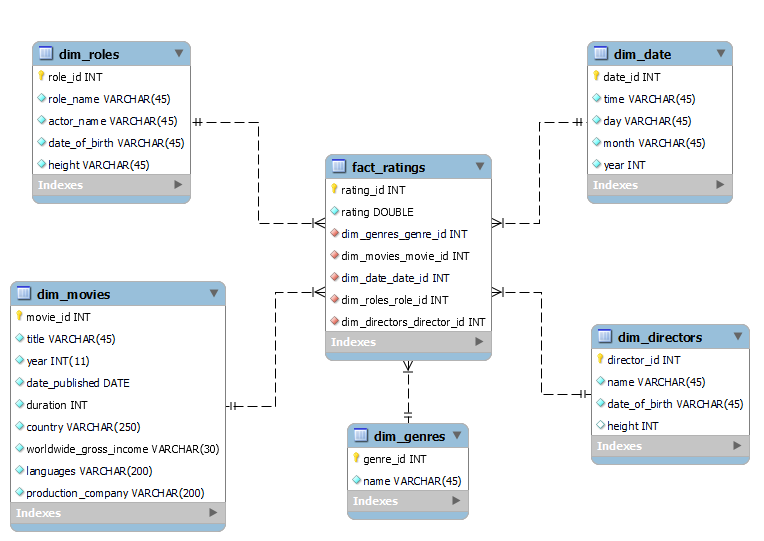 dim_roles
role_id INT
role_name VARCHAR(45)
actor_name VARCHAR(45)
date_of_birth VARCHAR(45)
height VARCHAR(45)
Indexes
dim_date
date_id INT
time VARCHAR(45)
day VARCHAR(45)
month VARCHAR(45)
year INT
Indexes
fact_ratings
rating_id INT
rating DOUBLE
dim_genres_genre_id INT
dim_movies_movie_id INT
dim_date_date_id INT
dim_roles_role_id INT
dim_directors_director_id INT
Indexes
dim_movies
movie_id INT
title VARCHAR(45)
year INT(11)
date_published DATE
duration INT
country VARCHAR(250)
worldwide_gross_income VARCHAR(30)
languages VARCHAR(200)
production_company VARCHAR(200)
Indexes
dim_directors
director_id INT
name VARCHAR(45)
date_of_birth VARCHAR(45)
height INT
Indexes
dim_genres
genre_id INT
name VARCHAR(45)
Indexes